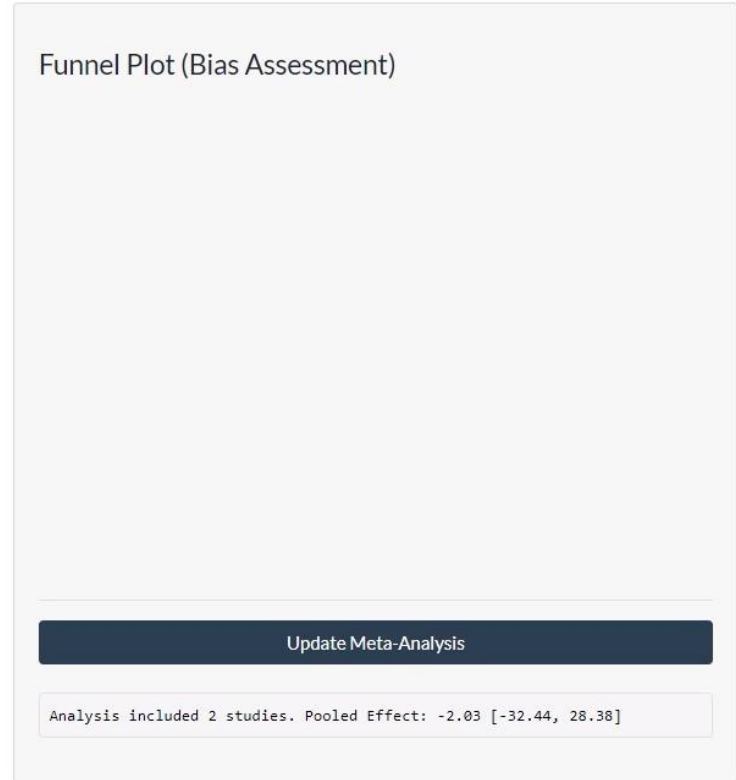 Funnel Plot (Bias Assessment)
Update Meta-Analysis
Analysis included 2 studies. Pooled Effect: -2.03 [-32.44, 28.38]